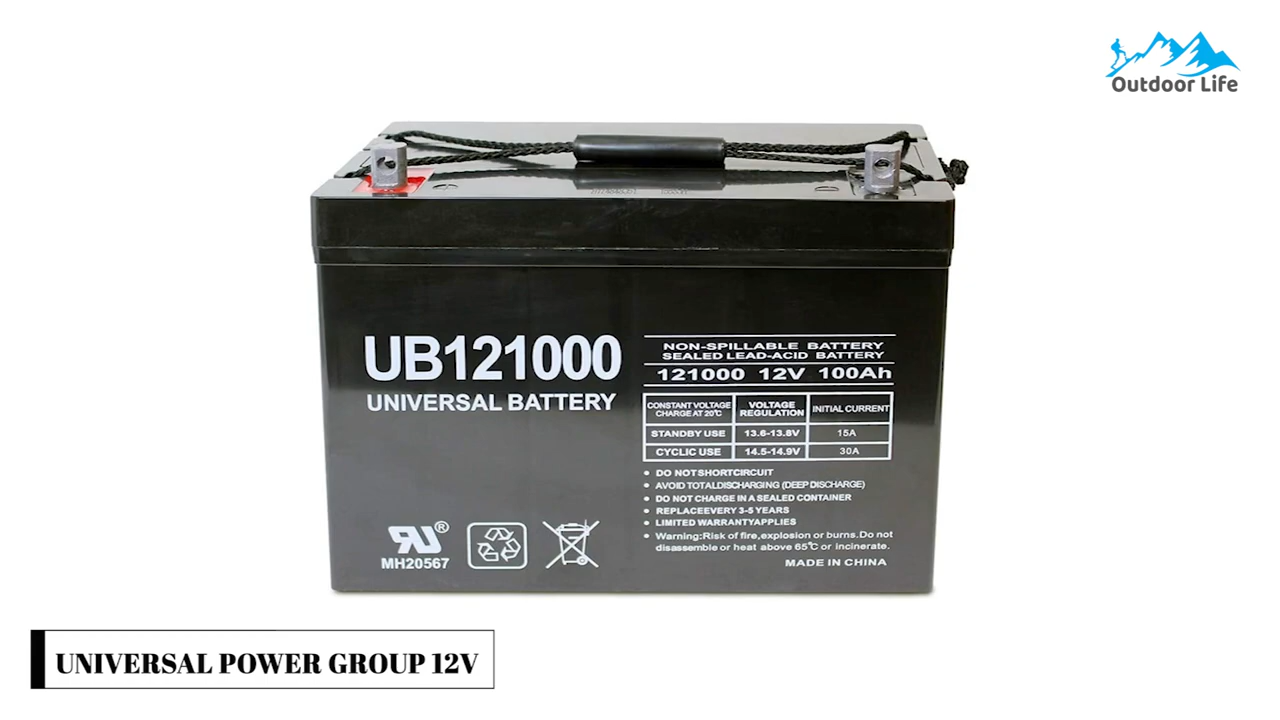 Outdoor Life
UB121000
UNIVERSAL BATTERY
NON-SPILLABLE BATTERY
SEALED LEAD-ACID BATTERY
121000 12V 100Ah
CONSTANT VOLTAGE CHARGE AT 20℃ VOLTAGE REGULATION INITIAL CURRENT
STANDBY USE 13.6-13.8V 15A
CYCLIC USE 14.5-14.9V 30A
• DO NOTSHORTCIRCUIT
• AVOID TOTALDISCHARGING (DEEP DISCHARGE)
• DO NOT CHARGE IN A SEALED CONTAINER
• REPLACEEVERY 3-5 YEARS
• LIMITED WARRANTYAPPLIES
• Warning:Risk of fire,explosion or burns.Do not
disassemble or heat above 65℃ or incinerate.
MADE IN CHINA
MH20567
UNIVERSAL POWER GROUP 12V